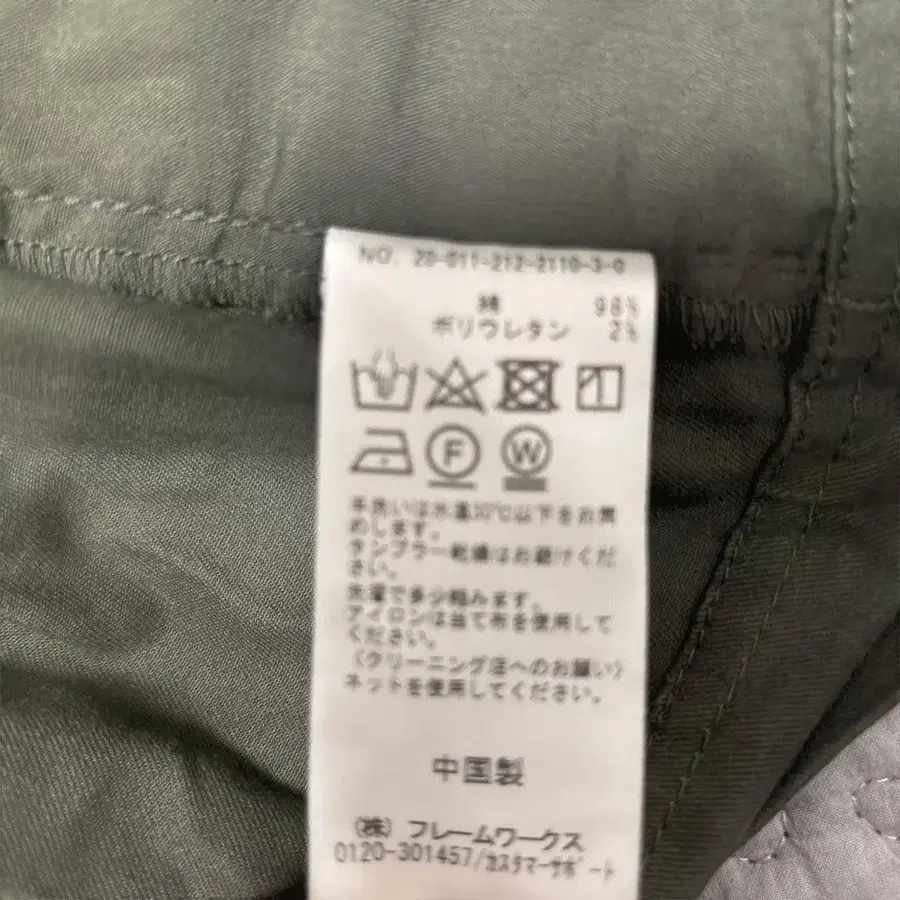 NO. 20-011-212-2110-3-0
綿 98%
ポリウレタン 2%
F W
手洗いは水温30℃以下をお薦
めします。
タンブラー乾燥はお避けくだ
さい。
洗濯で多少縮みます。
アイロンは当て布を使用して
ください。
(クリーニング店へのお願い)
ネットを使用してください。
中国製
(株) フレームワークス
0120-301457/カスタマーサポート